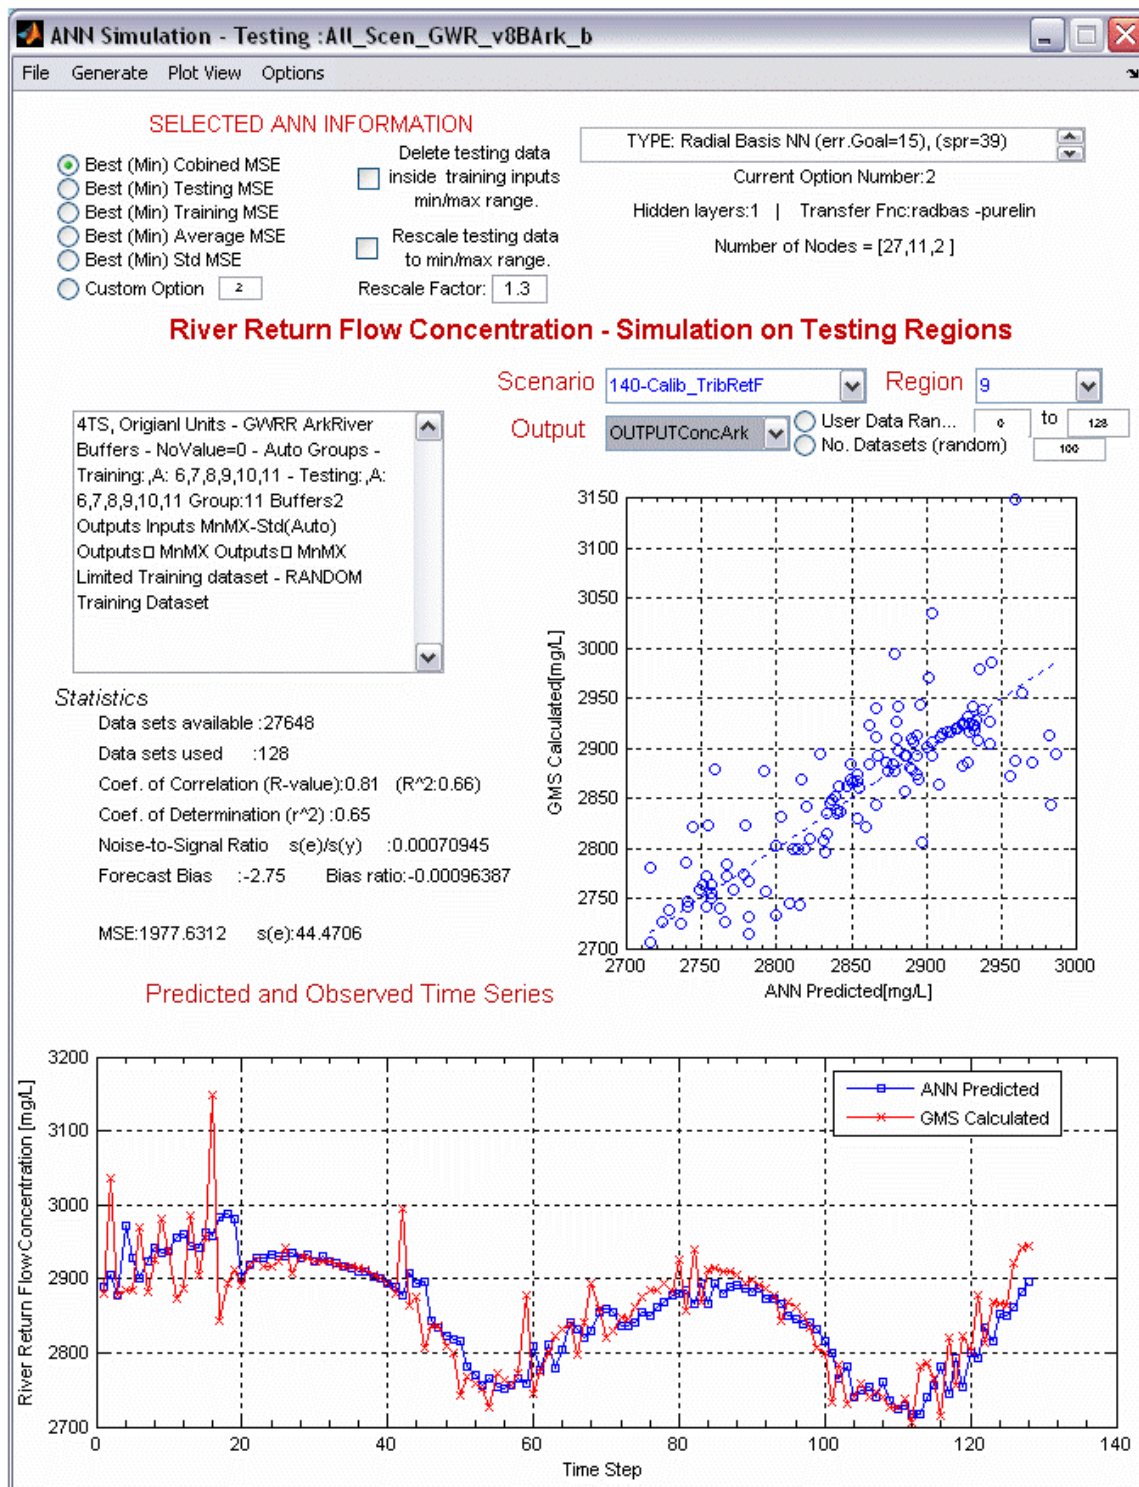 ANN Simulation - Testing :All_Scen_GWR_v8BArk_b
File Generate Plot View Options
SELECTED ANN INFORMATION
Best (Min) Cobined MSE
Best (Min) Testing MSE
Best (Min) Training MSE
Best (Min) Average MSE
Best (Min) Std MSE
Custom Option 2
Delete testing data
inside training inputs
min/max range.
Rescale testing data
to min/max range.
Rescale Factor: 1.3
TYPE: Radial Basis NN (err.Goal=15), (spr=39)
Current Option Number:2
Hidden layers:1 | Transfer Fnc:radbas -purelin
Number of Nodes = [27,11,2 ]
River Return Flow Concentration - Simulation on Testing Regions
Scenario 140-Calib_TribRetF Region 9
Output OUTPUTConcArk User Data Ran... 0 to 128
No. Datasets (random) 100
4TS, Origianl Units - GWRR ArkRiver
Buffers - NoValue=0 - Auto Groups -
Training:,A: 6,7,8,9,10,11 - Testing:,A:
6,7,8,9,10,11 Group:11 Buffers2
Outputs Inputs MnMX-Std(Auto)
Outputs□ MnMX Outputs□ MnMX
Limited Training dataset - RANDOM
Training Dataset
Statistics
Data sets available :27648
Data sets used :128
Coef. of Correlation (R-value):0.81 (R^2:0.66)
Coef. of Determination (r^2) :0.65
Noise-to-Signal Ratio s(e)/s(y) :0.00070945
Forecast Bias :-2.75 Bias ratio:-0.00096387
MSE:1977.6312 s(e):44.4706
3150
3100
3050
3000
2950
2900
2850
2800
2750
2700
GMS Calculated[mg/L]
2700 2750 2800 2850 2900 2950 3000
ANN Predicted[mg/L]
Predicted and Observed Time Series
3200
3100
3000
2900
2800
2700
River Return FlowConcentration [mg/L]
ANN Predicted
GMS Calculated
0 20 40 60 80 100 120 140
Time Step